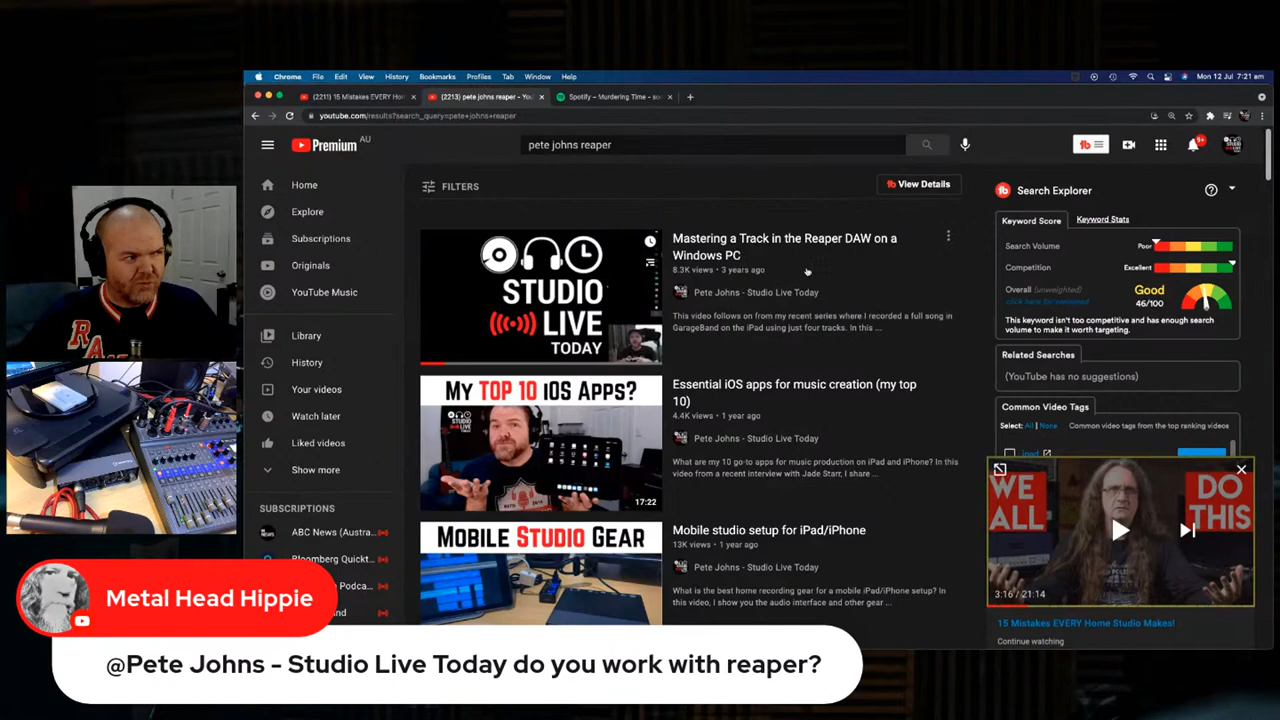 Chrome File Edit View History Bookmarks Profiles Tab Window Help
Mon 12 Jul 7:21 am
(2211) 15 Mistakes EVERY Hom
(2213) pete johns reaper - You
Spotify – Murdering Time – so
youtube.com/results?search_query=pete+johns+reaper
Premium AU
pete johns reaper
9+
Home
Explore
Subscriptions
Originals
YouTube Music
Library
History
Your videos
Watch later
Liked videos
Show more
SUBSCRIPTIONS
ABC News (Austra...
Bloomberg Quickt...
Podca...
FILTERS
View Details
STUDIO
LIVE
TODAY
Mastering a Track in the Reaper DAW on a
Windows PC
8.3K views • 3 years ago
Pete Johns - Studio Live Today
This video follows on from my recent series where I recorded a full song in
GarageBand on the iPad using just four tracks. In this ...
MY TOP 10 IOS APPS?
17:22
Essential iOS apps for music creation (my top
10)
4.4K views • 1 year ago
Pete Johns - Studio Live Today
What are my 10 go to apps for music production on iPad and iPhone? In this
video from a recent interview with Jade Starr, I share ...
MOBILE STUDIO GEAR
Mobile studio setup for iPad/iPhone
13K views • 1 year ago
Pete Johns - Studio Live Today
What is the best home recording gear for a mobile iPad/iPhone setup? In
this video, I show you the audio interface and other gear ...
Search Explorer
Keyword Score
Keyword Stats
Search Volume Poor
Competition Excellent
Overall (unweighted) Good
46/100
This keyword isn't too competitive and has enough search
volume to make it worth targeting.
Related Searches
(YouTube has no suggestions)
Common Video Tags
Select: All | None Common video tags from the top ranking videos
ipad
WE
ALL
DO
THIS
3:16 / 21:14
15 Mistakes EVERY Home Studio Makes!
Continue watching
Metal Head Hippie
@Pete Johns - Studio Live Today do you work with reaper?